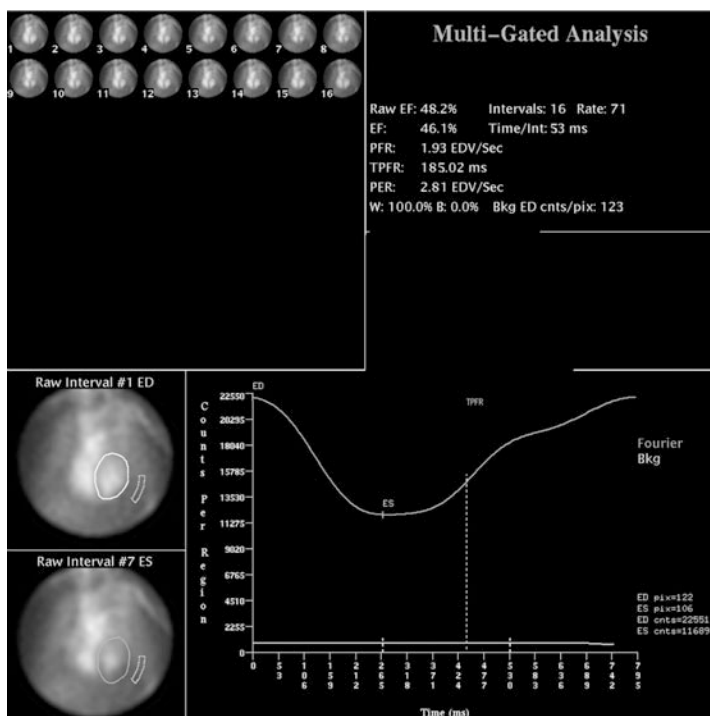 1 2 3 4 5 6 7 8
9 10 11 12 13 14 15 16
Multi-Gated Analysis
Raw EF: 48.2% Intervals: 16 Rate: 71
EF: 46.1% Time/Int: 53 ms
PFR: 1.93 EDV/Sec
TPFR: 185.02 ms
PER: 2.81 EDV/Sec
W: 100.0% B: 0.0% Bkg ED cnts/pix: 123
Raw Interval #1 ED
Raw Interval #7 ES
Counts Per Region
22550
20295
18040
15785
13530
11275
9020
6765
4510
2255
0
ED
ES
TPFR
Fourier
Bkg
ED pix=122
ES pix=106
ED cnts=22551
ES cnts=11689
0 53 106 159 212 265 318 371 424 477 530 583 636 689 742 795
Time (ms)